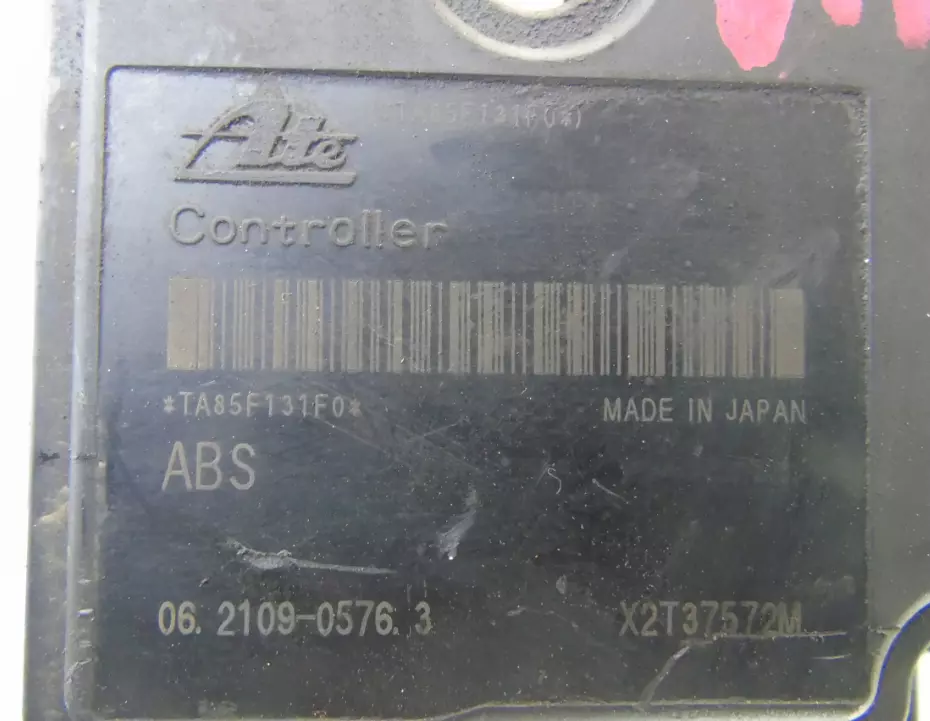 Ate
Controller
*TA85F131F0*
MADE IN JAPAN
ABS
06.2109-0576.3
X2T37572M